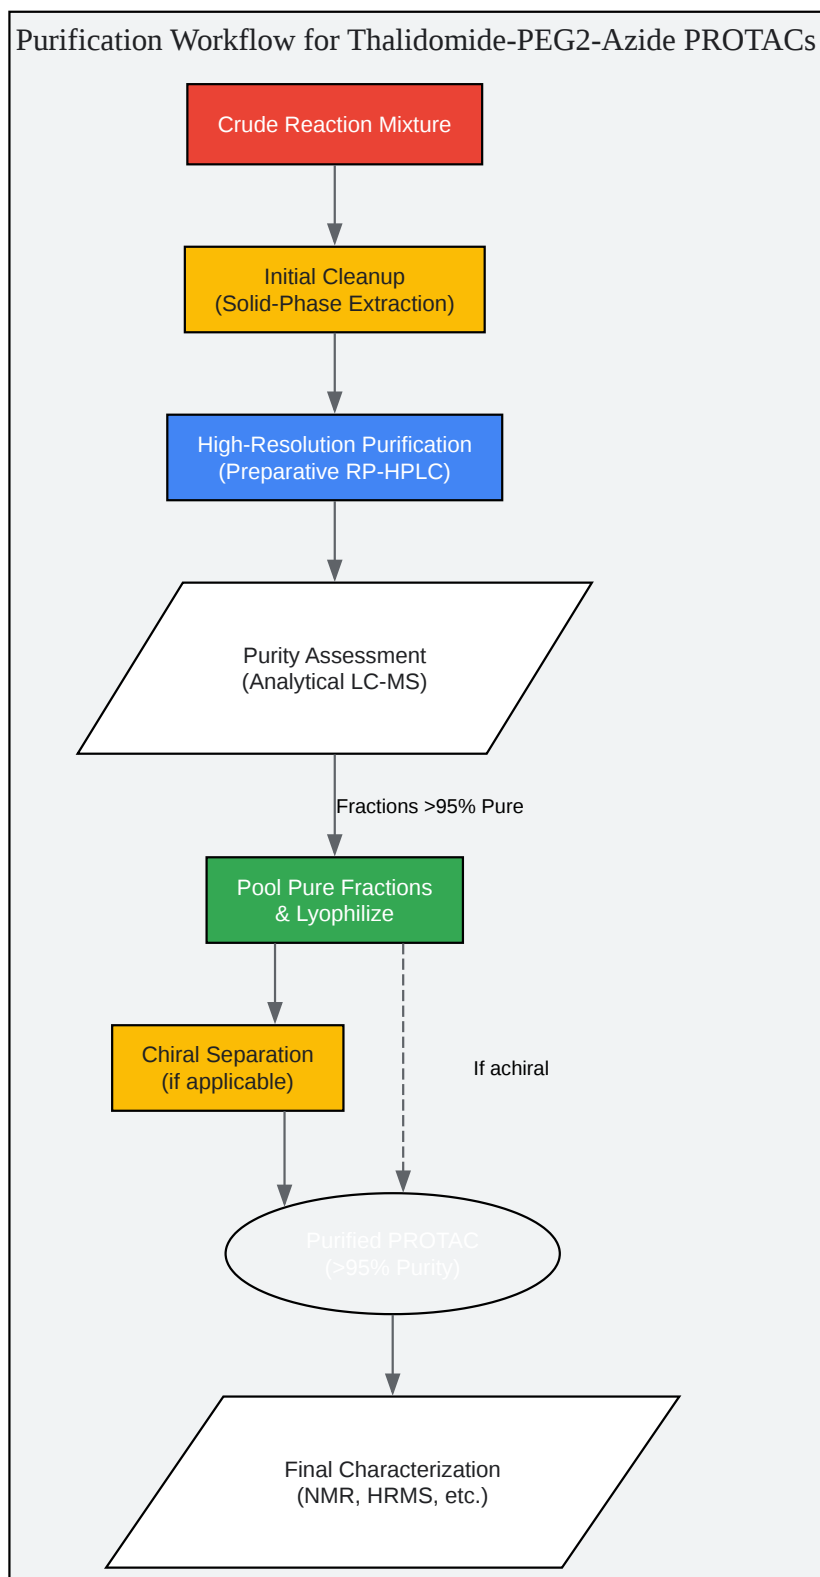 Purification Workflow for Thalidomide-PEG2-Azide PROTACs
Crude Reaction Mixture
Initial Cleanup
(Solid-Phase Extraction)
High-Resolution Purification
(Preparative RP-HPLC)
Purity Assessment
(Analytical LC-MS)
Fractions >95% Pure
Pool Pure Fractions
& Lyophilize
Chiral Separation
(if applicable)
If achiral
Purified PROTAC
(>95% Purity)
Final Characterization
(NMR, HRMS, etc.)